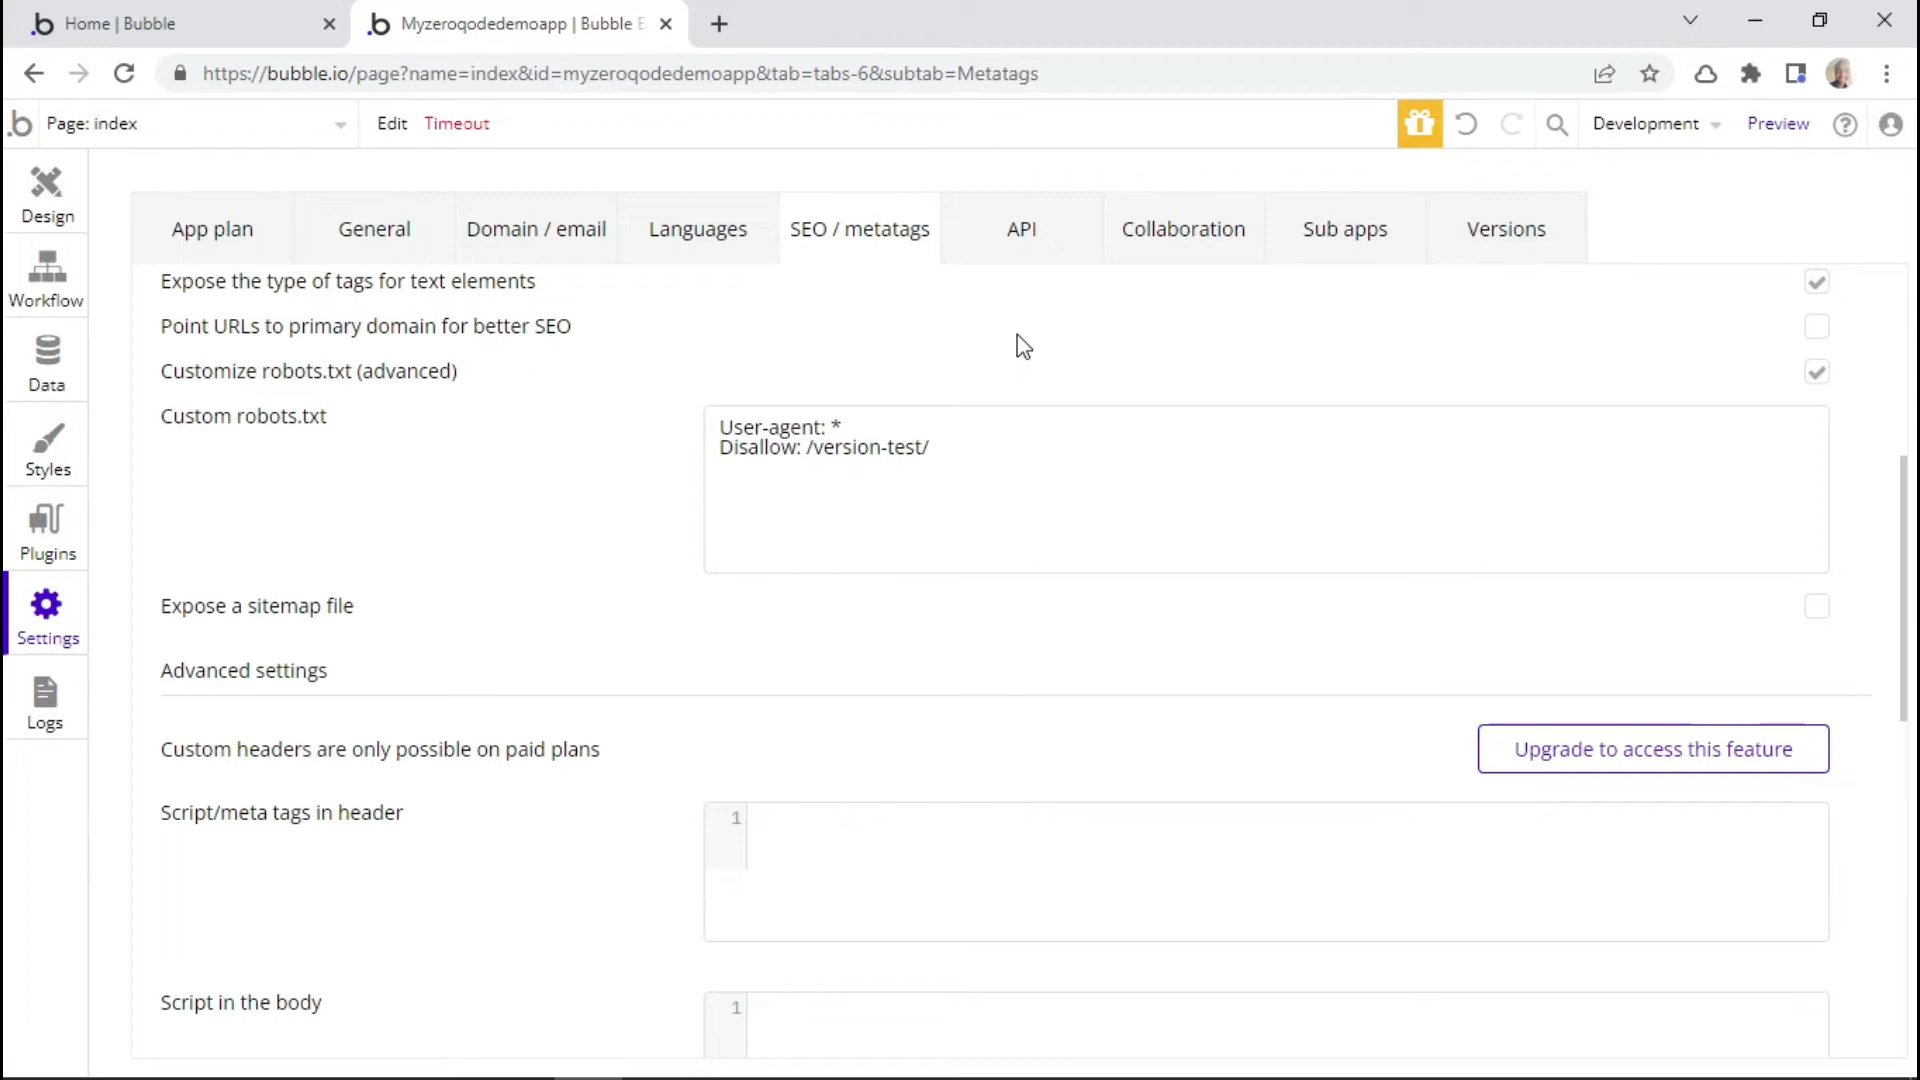 Home | Bubble
Myzeroqodedemoapp | Bubble E
https://bubble.io/page?name=index&id=myzeroqodedemoapp&tab=tabs-6&subtab=Metatags
Page: index
Edit
Timeout
Development
Preview
Design
Workflow
Data
Styles
Plugins
Settings
Logs
App plan
General
Domain / email
Languages
SEO / metatags
API
Collaboration
Sub apps
Versions
Expose the type of tags for text elements
Point URLs to primary domain for better SEO
Customize robots.txt (advanced)
Custom robots.txt
User-agent: *
Disallow: /version-test/
Expose a sitemap file
Advanced settings
Custom headers are only possible on paid plans
Upgrade to access this feature
Script/meta tags in header
1
Script in the body
1